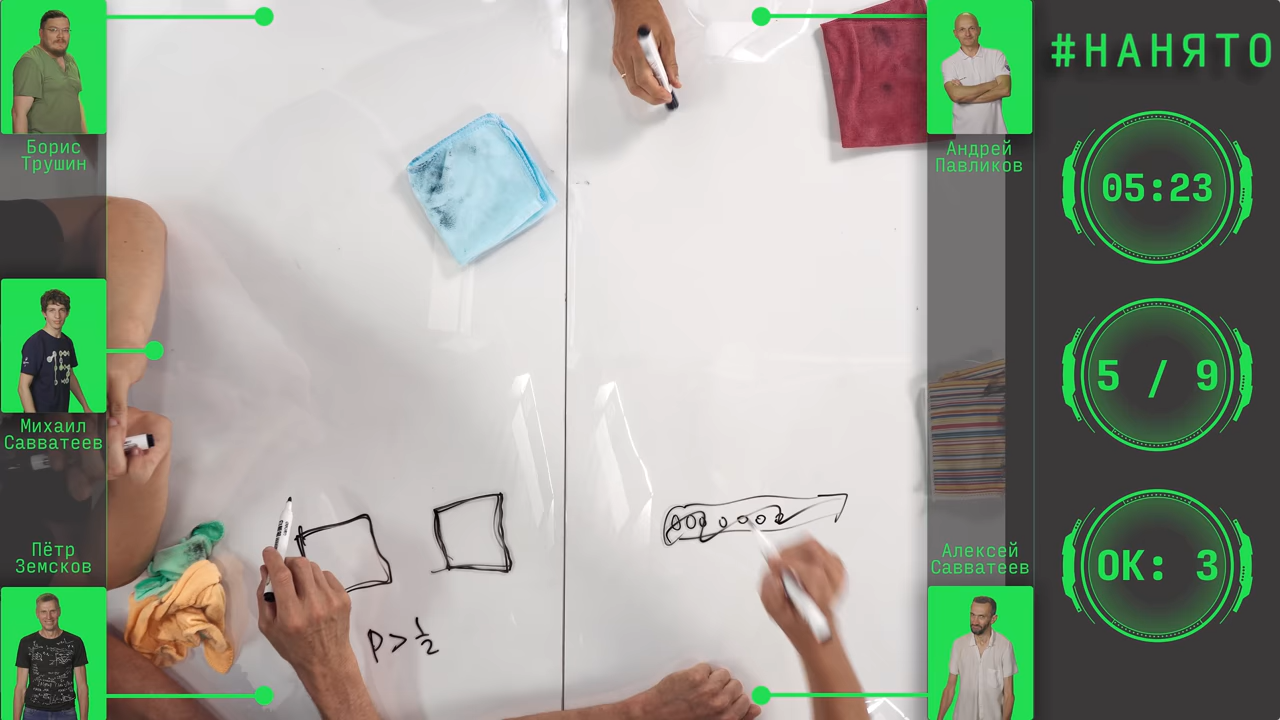 Борис
Трушин
Михаил
Савватеев
Пётр
Земсков
P > 1/2
Андрей
Павликов
Алексей
Савватеев
#НАНЯТО
05:23
5 / 9
OK: 3